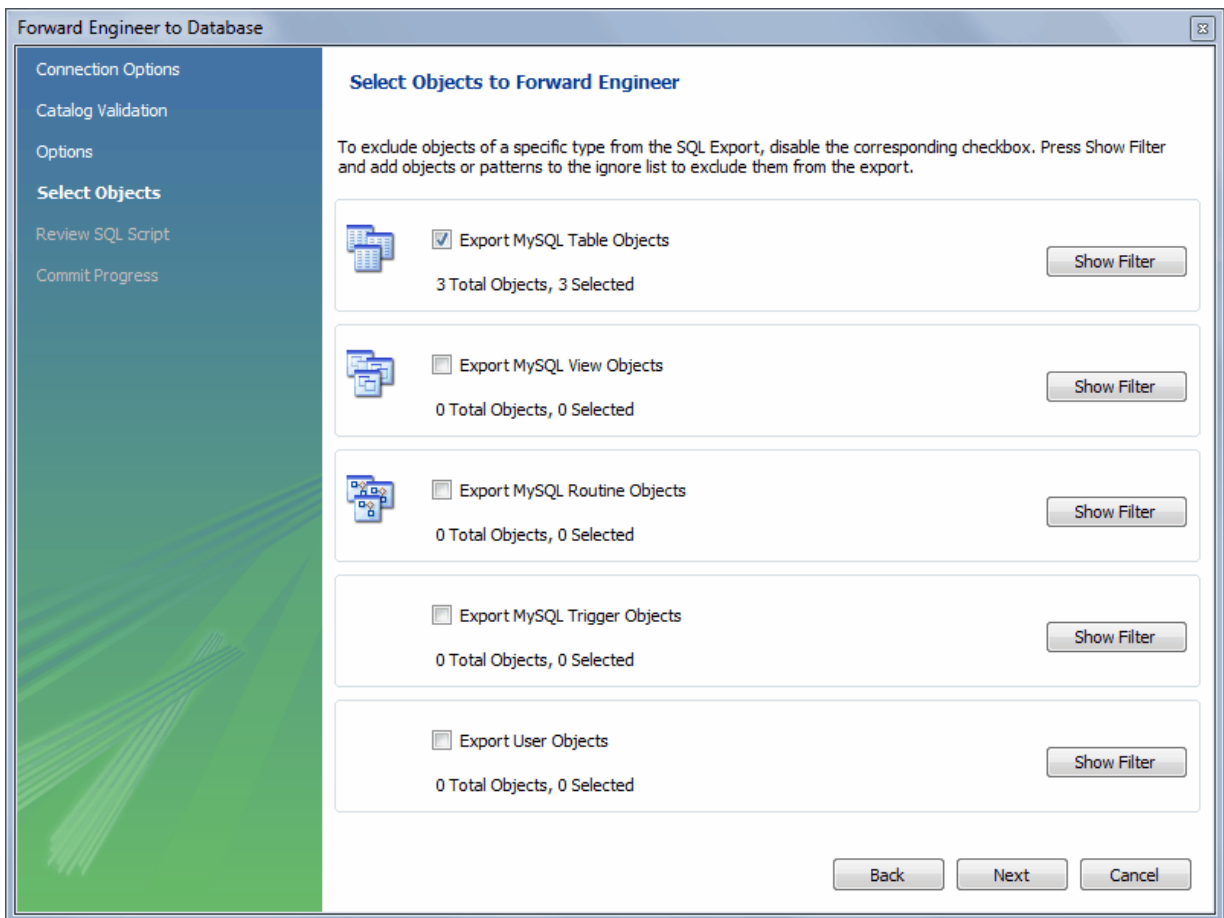 Forward Engineer to Database
Connection Options
Catalog Validation
Options
Select Objects
Review SQL Script
Commit Progress
Select Objects to Forward Engineer
To exclude objects of a specific type from the SQL Export, disable the corresponding checkbox. Press Show Filter
and add objects or patterns to the ignore list to exclude them from the export.
Export MySQL Table Objects
Show Filter
3 Total Objects, 3 Selected
Export MySQL View Objects
Show Filter
0 Total Objects, 0 Selected
Export MySQL Routine Objects
Show Filter
0 Total Objects, 0 Selected
Export MySQL Trigger Objects
Show Filter
0 Total Objects, 0 Selected
Export User Objects
Show Filter
0 Total Objects, 0 Selected
Back Next Cancel